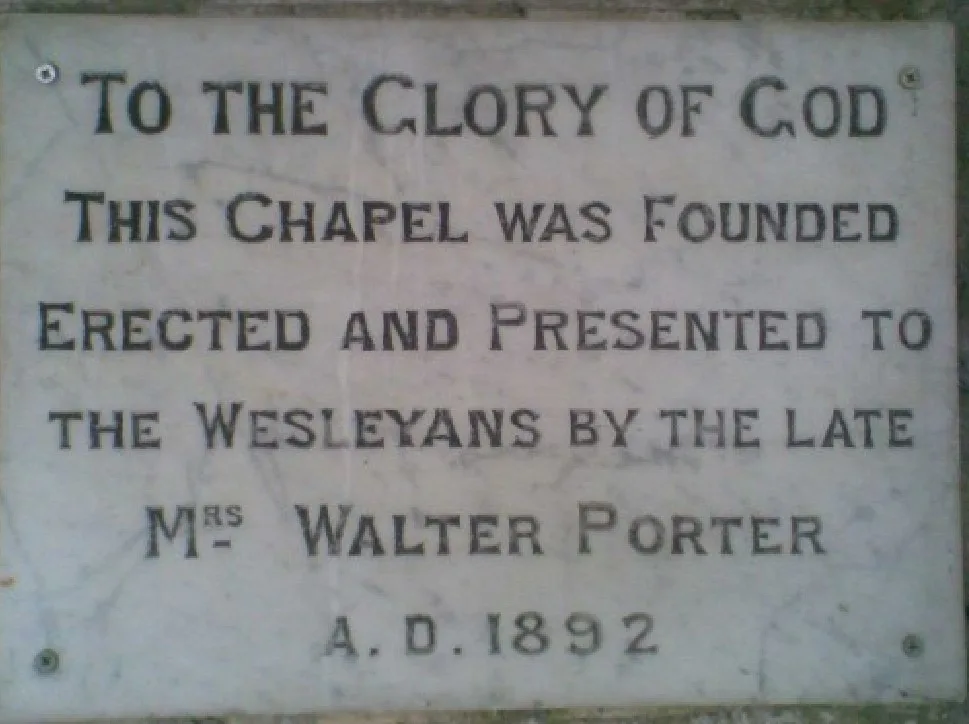 TO THE GLORY OF GOD
THIS CHAPEL WAS FOUNDED
ERECTED AND PRESENTED TO
THE WESLEYANS BY THE LATE
MRS WALTER PORTER
A.D.1892